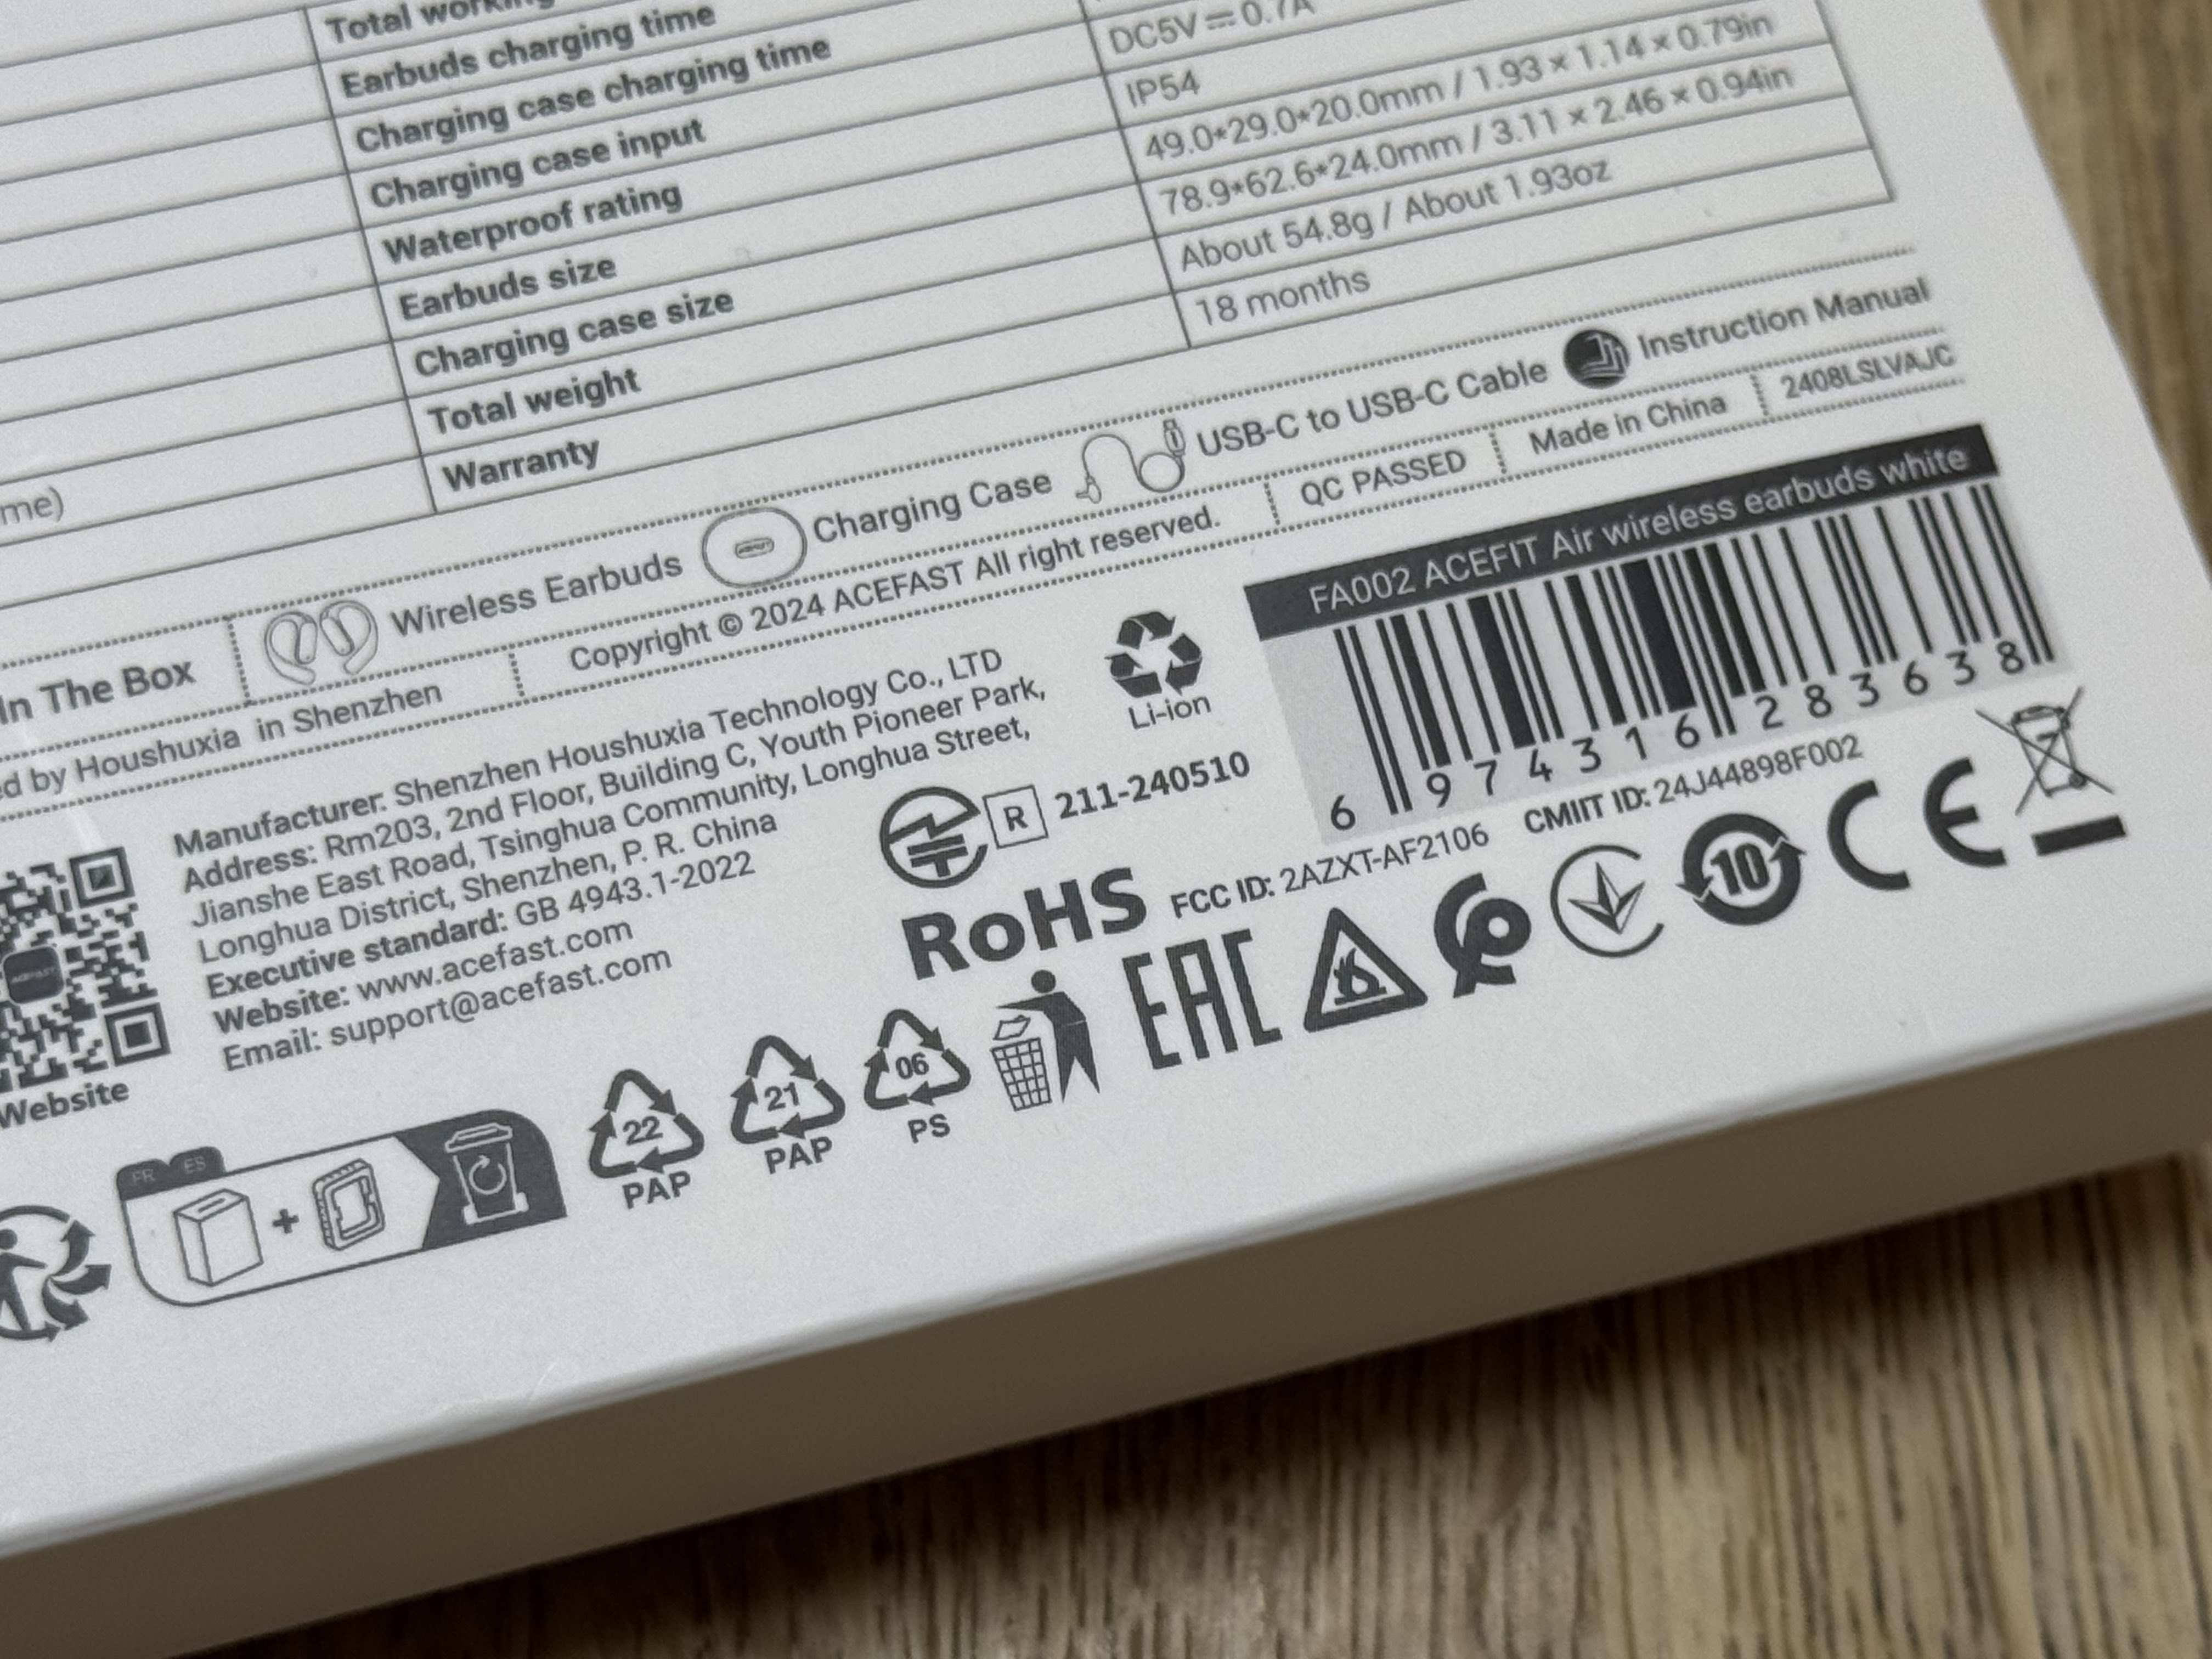 Total working
Earbuds charging time
Charging case charging time
Charging case input
Waterproof rating
Earbuds size
Charging case size
Total weight
Warranty
DC5V⎓0.7A
IP54
49.0*29.0*20.0mm / 1.93 × 1.14 × 0.79in
78.9*62.6*24.0mm / 3.11 × 2.46 × 0.94in
About 54.8g / About 1.93oz
18 months
me)
In The Box
Wireless Earbuds
Charging Case
USB-C to USB-C Cable
Instruction Manual
ed by Houshuxia in Shenzhen
Copyright © 2024 ACEFAST All right reserved.
QC PASSED
Made in China
2408LSLVAJC
ACEFAST
Website
Manufacturer: Shenzhen Houshuxia Technology Co., LTD
Address: Rm203, 2nd Floor, Building C, Youth Pioneer Park,
Jianshe East Road, Tsinghua Community, Longhua Street,
Longhua District, Shenzhen, P. R. China
Executive standard: GB 4943.1-2022
Website: www.acefast.com
Email: support@acefast.com
Li-ion
FA002 ACEFIT Air wireless earbuds white
6 974316 283638
R 211-240510
RoHS
FCC ID: 2AZXT-AF2106
CMIIT ID: 24J44898F002
EAC
10
CE
FR ES
+
22
PAP
21
PAP
06
PS